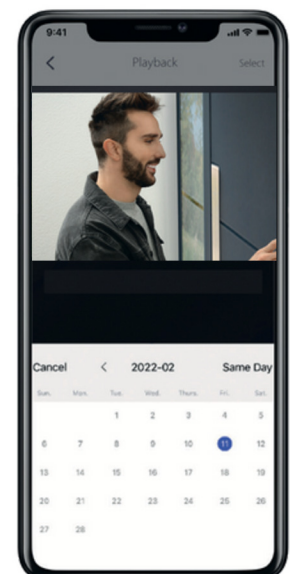 9:41
Playback Select
Cancel < 2022-02 Same Day
Sun. Mon. Tue. Wed. Thurs. Fri. Sat.
1 2 3 4 5
6 7 8 9 10 11 12
13 14 15 16 17 18 19
20 21 22 23 24 25 26
27 28